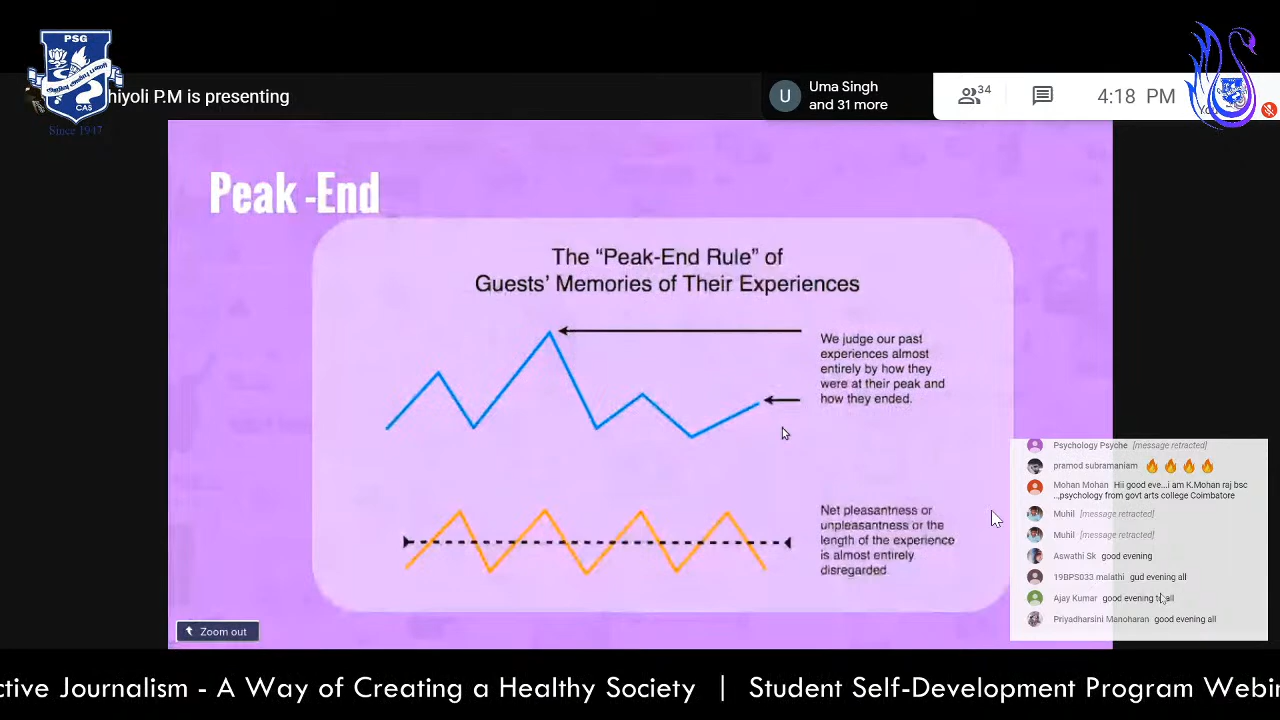 PSG
CAS
Since 1947
hiyoli P.M is presenting
U
Uma Singh
and 31 more
34
4:18 PM
Peak -End
The “Peak-End Rule” of
Guests’ Memories of Their Experiences
We judge our past
experiences almost
entirely by how they
were at their peak and
how they ended.
Net pleasantness or
unpleasantness or the
length of the experience
is almost entirely
disregarded
Zoom out
Psychology Psyche [message retracted]
pramod subramaniam 🔥 🔥 🔥 🔥
Mohan Mohan Hii good eve...i am K.Mohan raj bsc
..,psychology from govt arts college Coimbatore
Muhil [message retracted]
Muhil [message retracted]
Aswathi Sk good evening
19BPS033 malathi gud evening all
Ajay Kumar good evening to all
Priyadharsini Manoharan good evening all
ctive Journalism - A Way of Creating a Healthy Society | Student Self-Development Program Webin